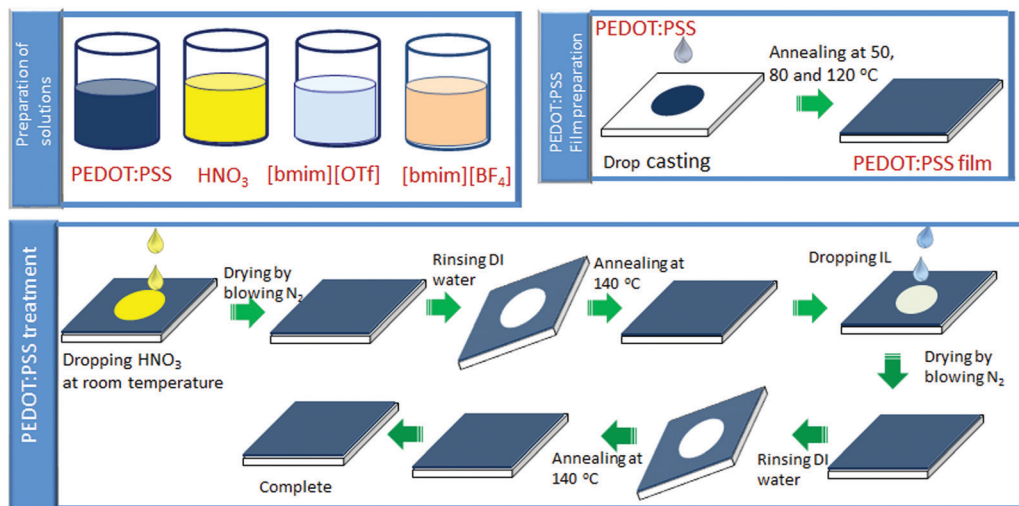 Preparation of
solutions
PEDOT:PSS
HNO₃
[bmim][OTf]
[bmim][BF₄]
PEDOT:PSS
Film preparation
PEDOT:PSS
Annealing at 50,
80 and 120 °C
Drop casting
PEDOT:PSS film
PEDOT:PSS treatment
Dropping HNO₃
at room temperature
Drying by
blowing N₂
Rinsing DI
water
Annealing at
140 °C
Dropping IL
Drying by
blowing N₂
Rinsing DI
water
Annealing at
140 °C
Complete